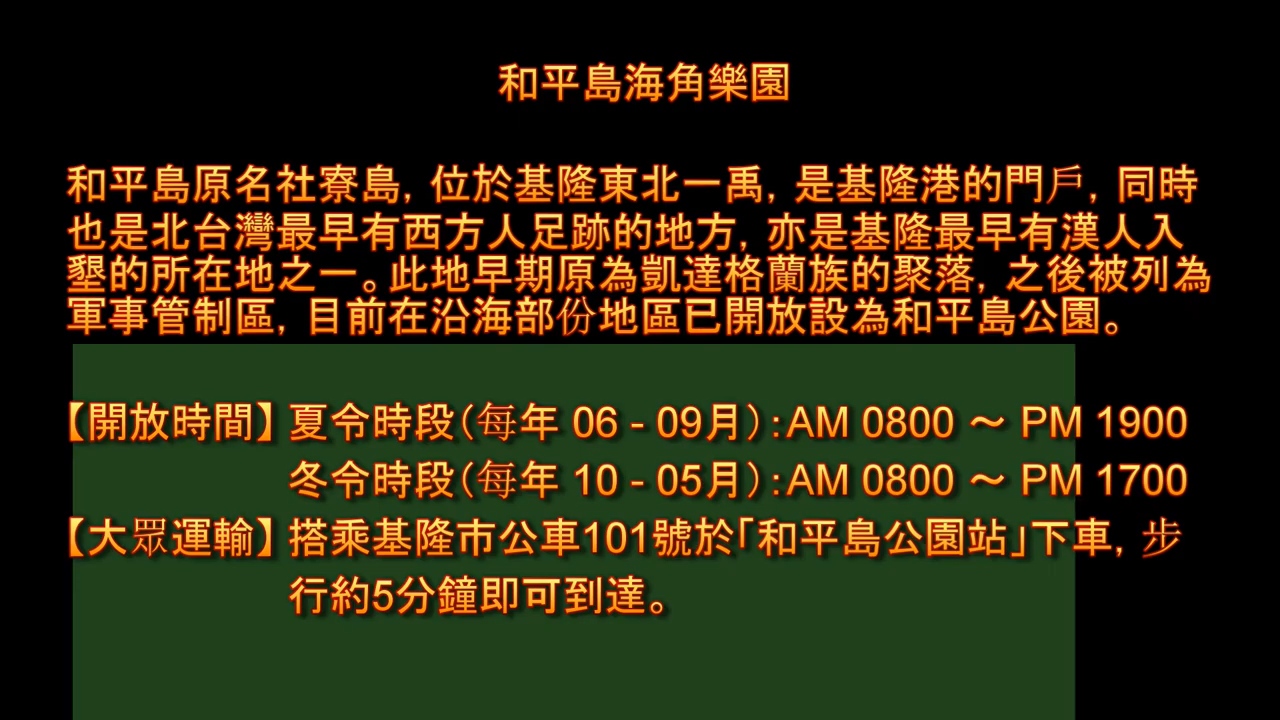 和平島海角樂園
和平島原名社寮島，位於基隆東北一禹，是基隆港的門戶，同時
也是北台灣最早有西方人足跡的地方，亦是基隆最早有漢人入
墾的所在地之一。此地早期原為凱達格蘭族的聚落，之後被列為
軍事管制區，目前在沿海部份地區已開放設為和平島公園。
【開放時間】夏令時段（每年 06 - 09月）：AM 0800 ～ PM 1900
冬令時段（每年 10 - 05月）：AM 0800 ～ PM 1700
【大眾運輸】搭乘基隆市公車101號於「和平島公園站」下車，步
行約5分鐘即可到達。